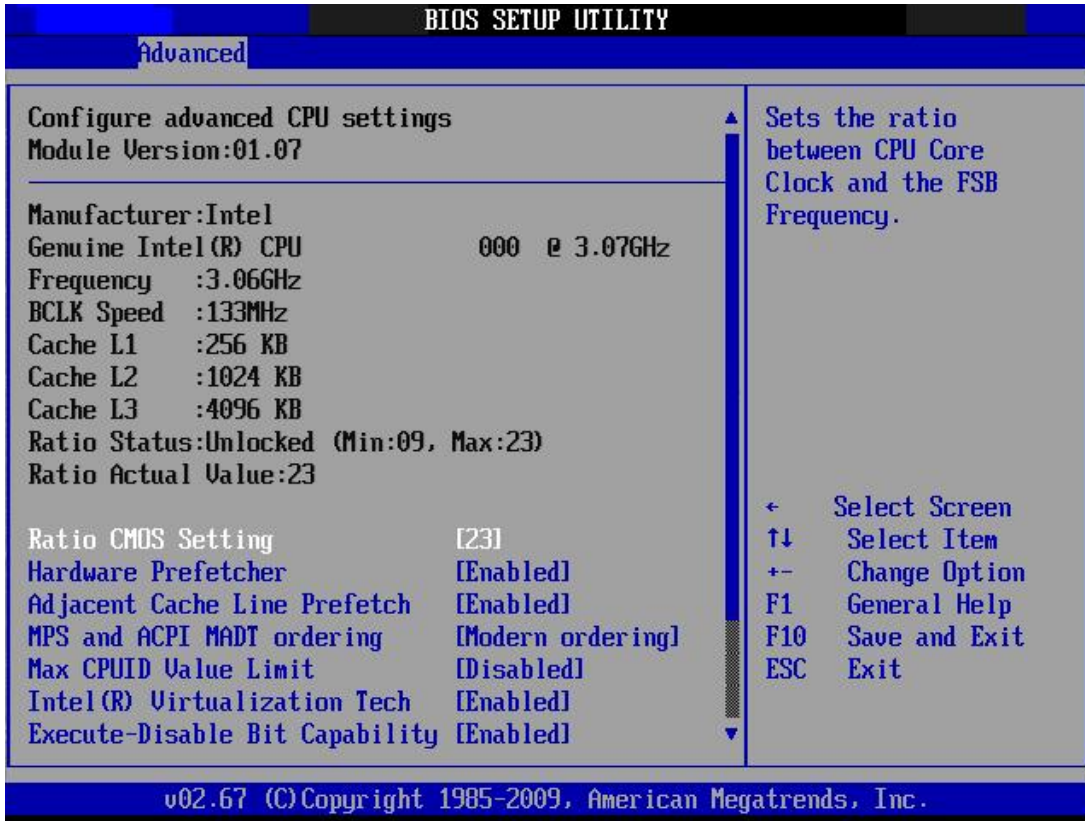 BIOS SETUP UTILITY
Advanced
Configure advanced CPU settings
Module Version:01.07
Manufacturer:Intel
Genuine Intel(R) CPU 000 @ 3.07GHz
Frequency :3.06GHz
BCLK Speed :133MHz
Cache L1 :256 KB
Cache L2 :1024 KB
Cache L3 :4096 KB
Ratio Status:Unlocked (Min:09, Max:23)
Ratio Actual Value:23
Ratio CMOS Setting [23]
Hardware Prefetcher [Enabled]
Adjacent Cache Line Prefetch [Enabled]
MPS and ACPI MADT ordering [Modern ordering]
Max CPUID Value Limit [Disabled]
Intel(R) Virtualization Tech [Enabled]
Execute-Disable Bit Capability [Enabled]
Sets the ratio
between CPU Core
Clock and the FSB
Frequency.
← Select Screen
↑↓ Select Item
+- Change Option
F1 General Help
F10 Save and Exit
ESC Exit
v02.67 (C)Copyright 1985-2009, American Megatrends, Inc.